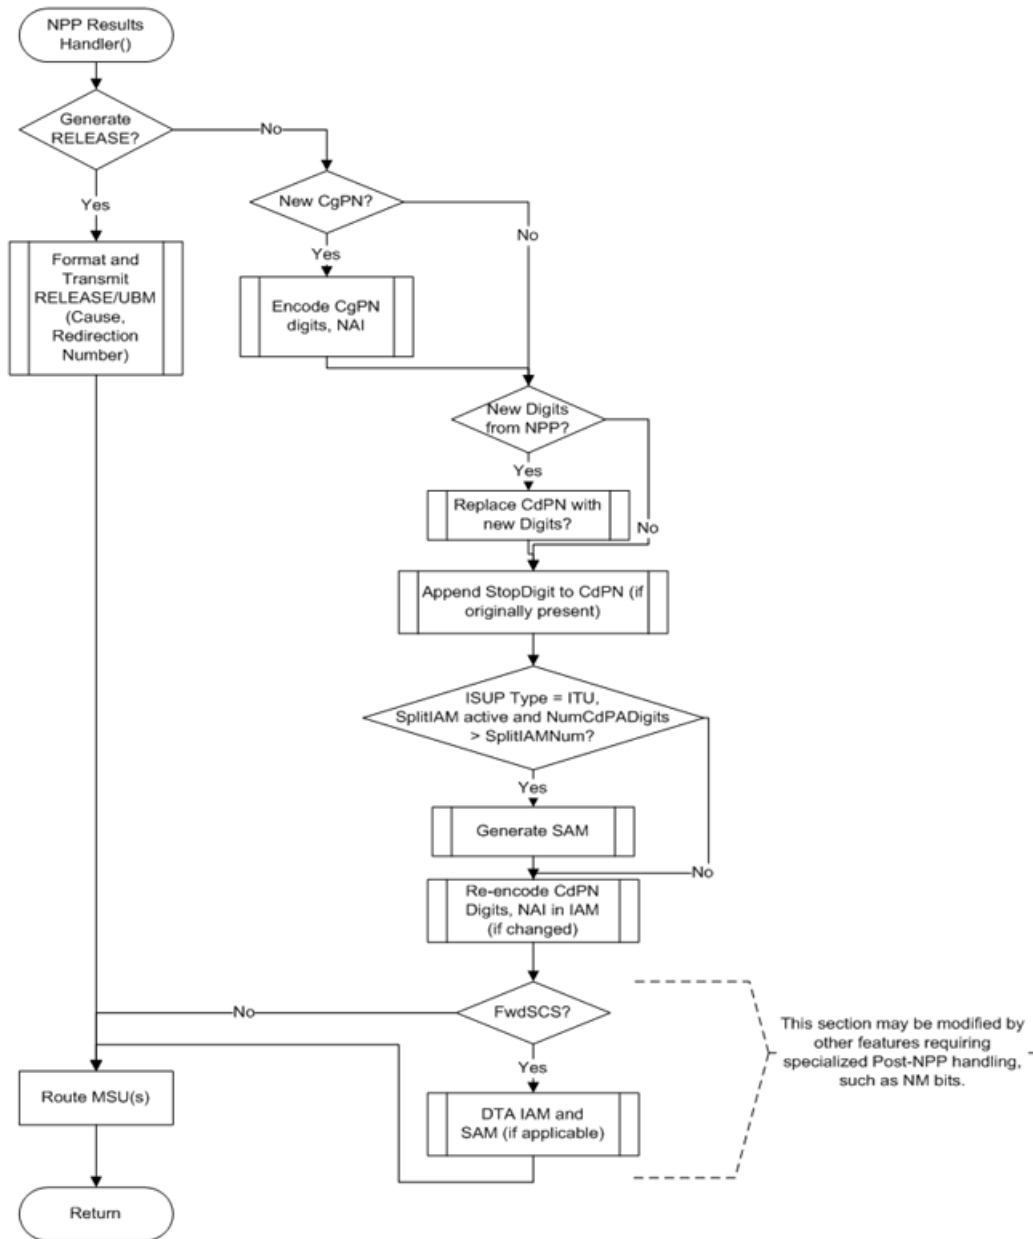 NPP Results
Handler()
Generate
RELEASE?
No
Yes
New CgPN?
No
Yes
Format and
Transmit
RELEASE/UBM
(Cause,
Redirection
Number)
Encode CgPN
digits, NAI
New Digits
from NPP?
Yes
No
Replace CdPN with
new Digits?
Append StopDigit to CdPN (if
originally present)
ISUP Type = ITU,
SplitIAM active and NumCdPADigits
> SplitIAMNum?
Yes
Generate SAM
No
Re-encode CdPN
Digits, NAI in IAM
(if changed)
FwdSCS?
No
Yes
This section may be modified by
other features requiring
specialized Post-NPP handling,
such as NM bits.
Route MSU(s)
DTA IAM and
SAM (if applicable)
Return